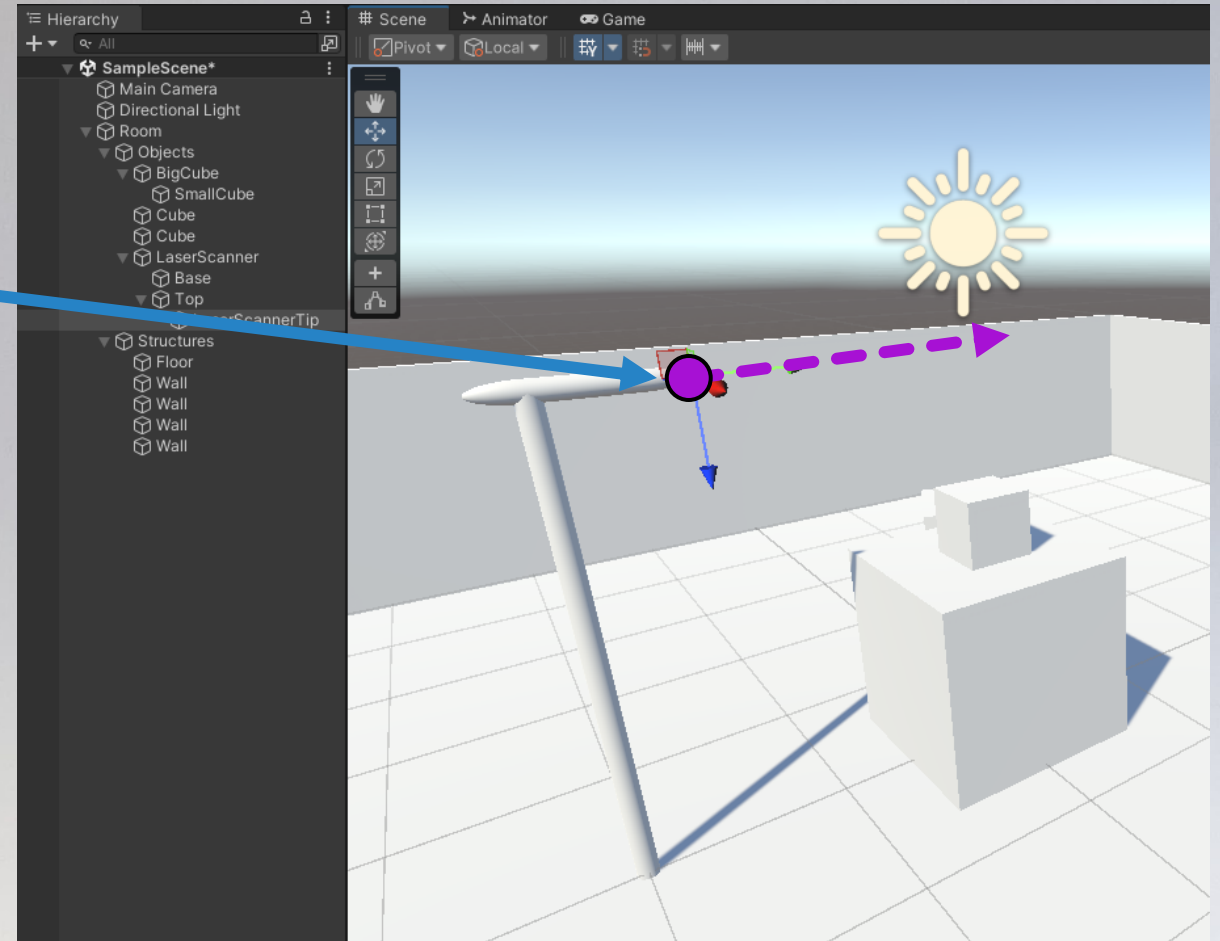 Hierarchy
All
SampleScene*
Main Camera
Directional Light
Room
Objects
BigCube
SmallCube
Cube
Cube
LaserScanner
Base
Top
ScannerTip
Structures
Floor
Wall
Wall
Wall
Wall
Scene Animator Game
Pivot Local